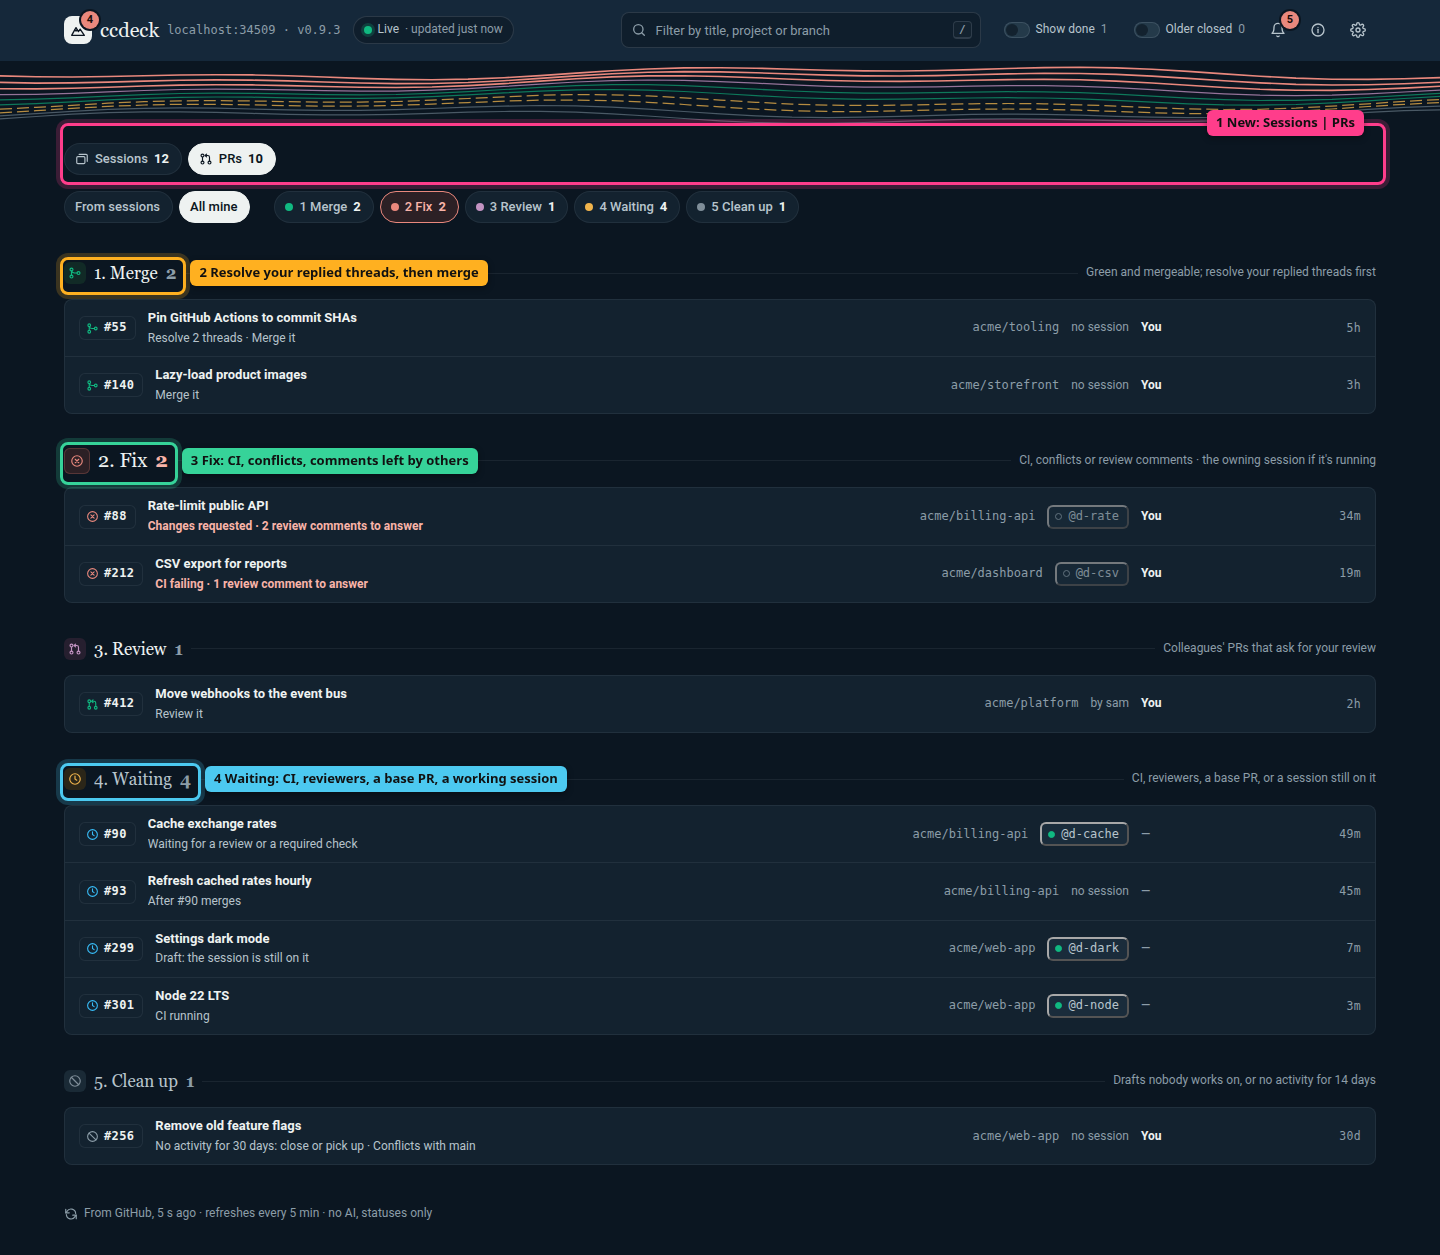 4 ccdeck localhost:34509 · v0.9.3 Live · updated just now Filter by title, project or branch / Show done 1 Older closed 0 5
1 New: Sessions | PRs
Sessions 12 PRs 10
From sessions All mine 1 Merge 2 2 Fix 2 3 Review 1 4 Waiting 4 5 Clean up 1
1. Merge 2 2 Resolve your replied threads, then merge Green and mergeable; resolve your replied threads first
#55 Pin GitHub Actions to commit SHAs acme/tooling no session You 5h
Resolve 2 threads · Merge it
#140 Lazy-load product images acme/storefront no session You 3h
Merge it
2. Fix 2 3 Fix: CI, conflicts, comments left by others CI, conflicts or review comments · the owning session if it's running
#88 Rate-limit public API acme/billing-api @d-rate You 34m
Changes requested · 2 review comments to answer
#212 CSV export for reports acme/dashboard @d-csv You 19m
CI failing · 1 review comment to answer
3. Review 1 Colleagues' PRs that ask for your review
#412 Move webhooks to the event bus acme/platform by sam You 2h
Review it
4. Waiting 4 4 Waiting: CI, reviewers, a base PR, a working session CI, reviewers, a base PR, or a session still on it
#90 Cache exchange rates acme/billing-api @d-cache — 49m
Waiting for a review or a required check
#93 Refresh cached rates hourly acme/billing-api no session — 45m
After #90 merges
#299 Settings dark mode acme/web-app @d-dark — 7m
Draft: the session is still on it
#301 Node 22 LTS acme/web-app @d-node — 3m
CI running
5. Clean up 1 Drafts nobody works on, or no activity for 14 days
#256 Remove old feature flags acme/web-app no session You 30d
No activity for 30 days: close or pick up · Conflicts with main
From GitHub, 5 s ago · refreshes every 5 min · no AI, statuses only